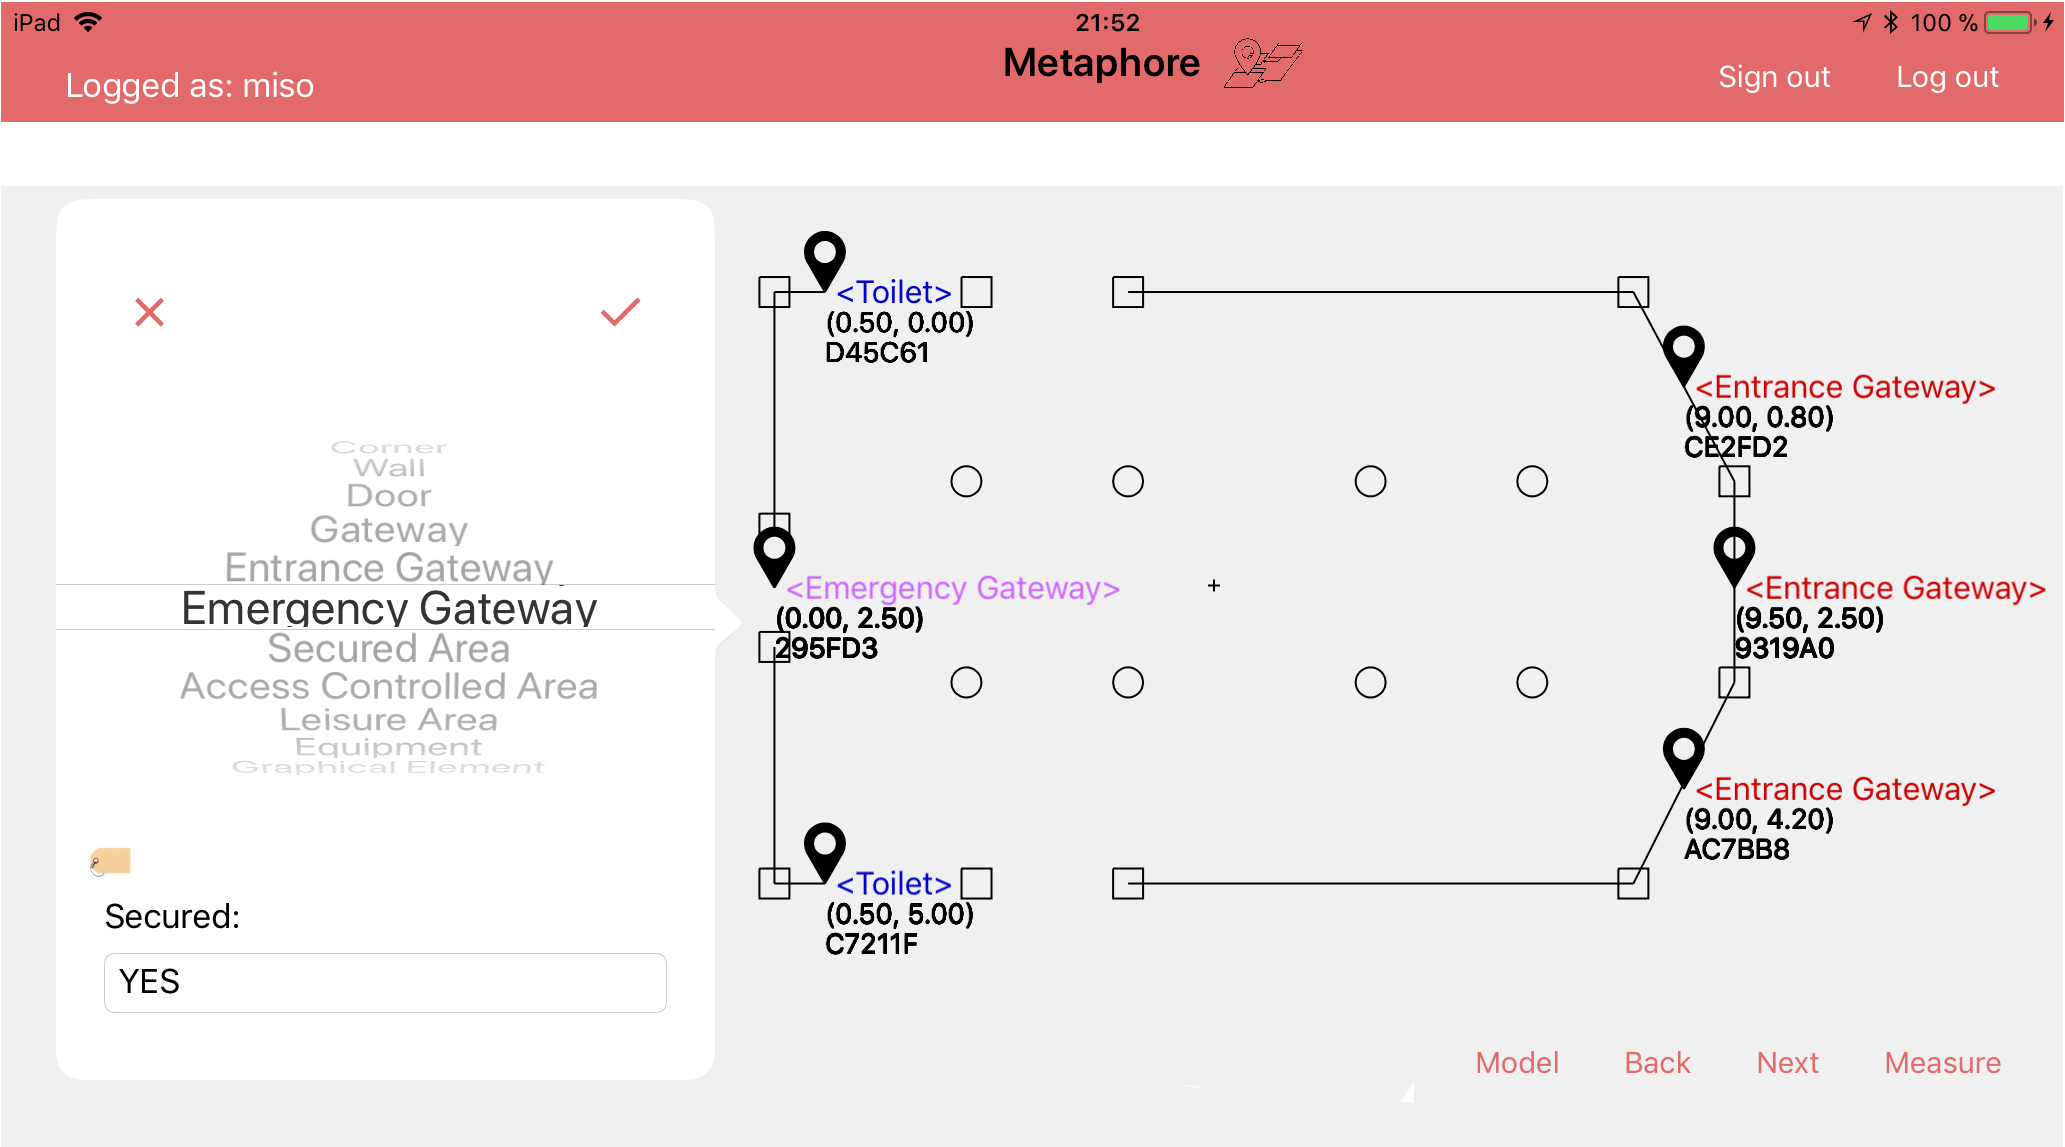 iPad 21:52 100 %
Metaphore
Logged as: miso Sign out Log out
Corner
Wall
Door
Gateway
Entrance Gateway
Emergency Gateway
Secured Area
Access Controlled Area
Leisure Area
Equipment
Graphical Element
Secured:
YES
<Toilet>
(0.50, 0.00)
D45C61
<Entrance Gateway>
(9.00, 0.80)
CE2FD2
<Emergency Gateway>
(0.00, 2.50)
295FD3
<Entrance Gateway>
(9.50, 2.50)
9319A0
<Entrance Gateway>
(9.00, 4.20)
AC7BB8
<Toilet>
(0.50, 5.00)
C7211F
Model Back Next Measure